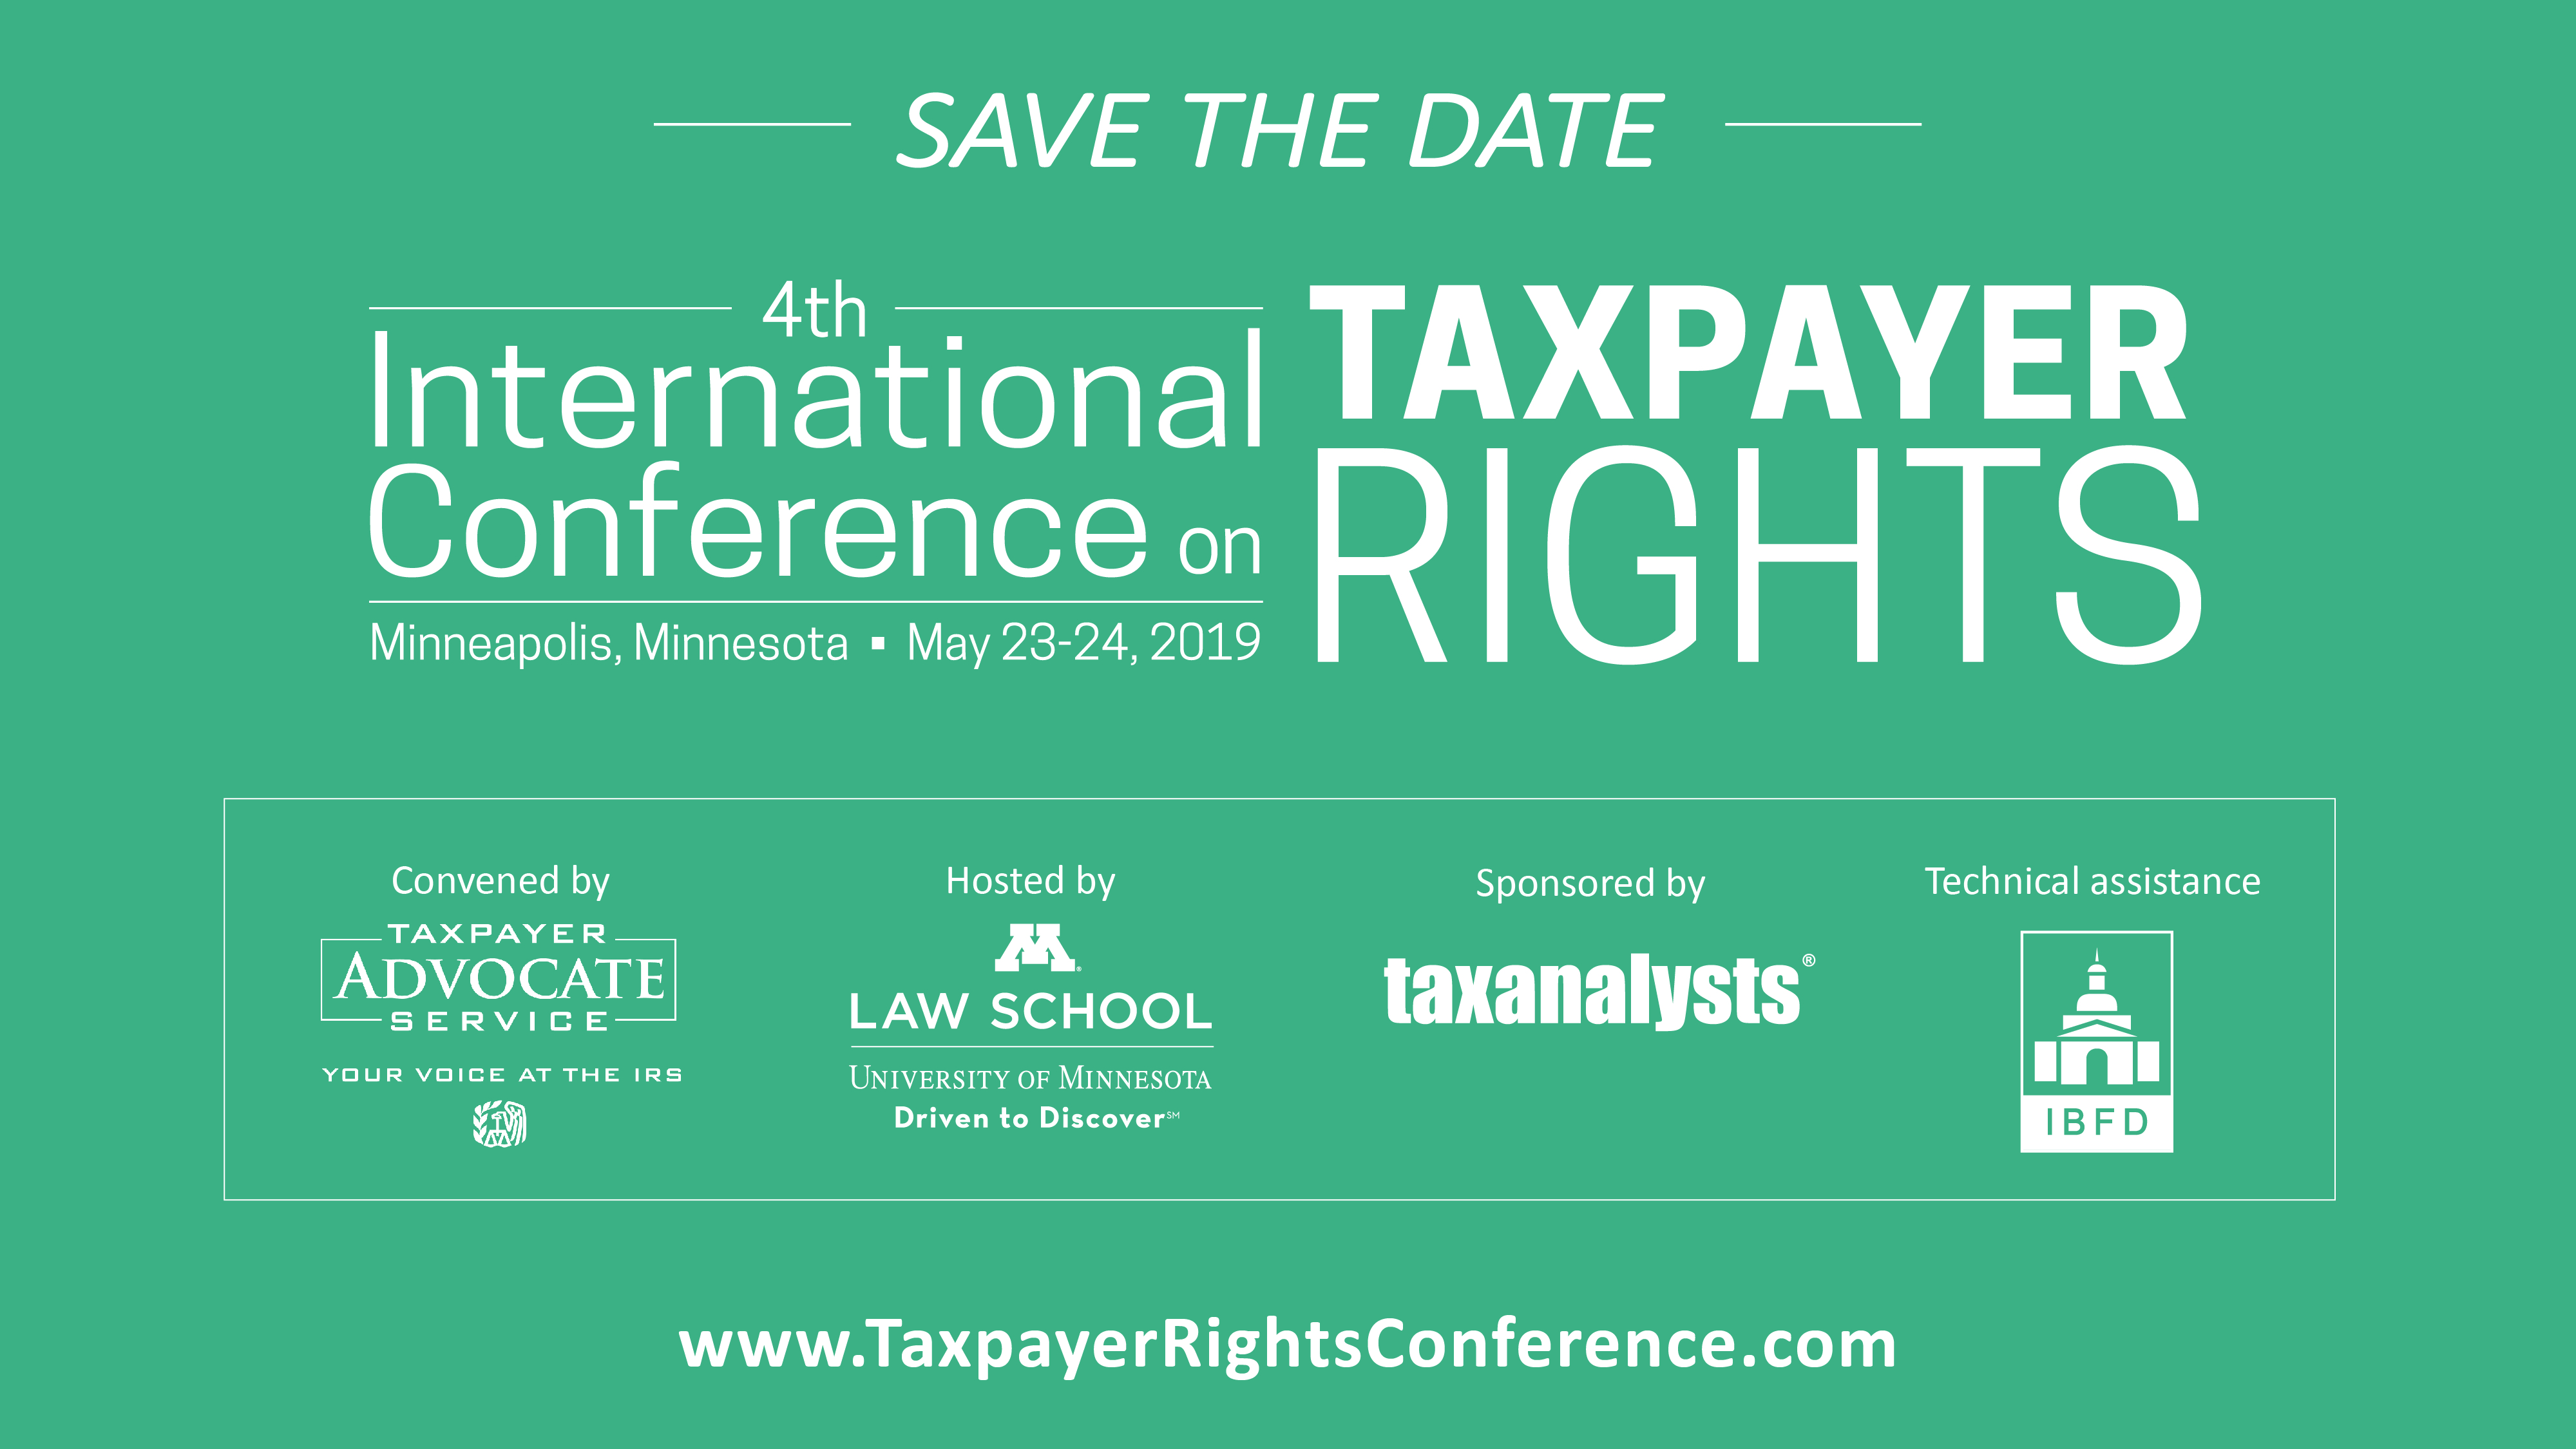 SAVE THE DATE
4th
International
Conference on
Minneapolis, Minnesota ▪ May 23-24, 2019
TAXPAYER
RIGHTS
Convened by
TAXPAYER
ADVOCATE
SERVICE
YOUR VOICE AT THE IRS
Hosted by
M®
LAW SCHOOL
UNIVERSITY OF MINNESOTA
Driven to Discover℠
Sponsored by
taxanalysts®
Technical assistance
IBFD
www.TaxpayerRightsConference.com